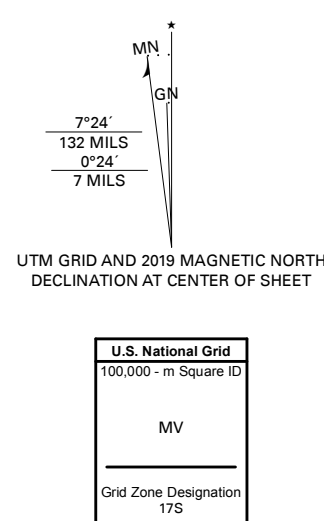 ★
MN
GN
7°24´
132 MILS
0°24´
7 MILS
UTM GRID AND 2019 MAGNETIC NORTH
DECLINATION AT CENTER OF SHEET
U.S. National Grid
100,000 - m Square ID
MV
Grid Zone Designation
17S